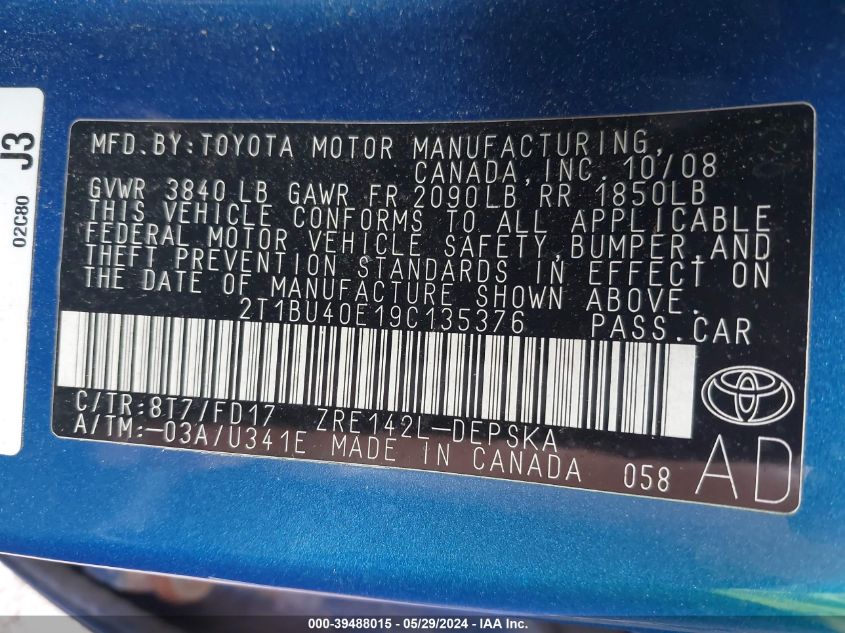 J3
02C80
MFD.BY:TOYOTA MOTOR MANUFACTURING,
CANADA,INC. 10/08
GVWR 3840 LB GAWR FR 2090LB RR 1850LB
THIS VEHICLE CONFORMS TO ALL APPLICABLE
FEDERAL MOTOR VEHICLE SAFETY,BUMPER,AND
THEFT PREVENTION STANDARDS IN EFFECT ON
THE DATE OF MANUFACTURE SHOWN ABOVE.
2T1BU40E19C135376 PASS.CAR
C/TR:8T7/FD17 ZRE142L-DEPSKA
A/TM:-03A/U341E MADE IN CANADA 058
AD
000-39488015 - 05/29/2024 - IAA Inc.